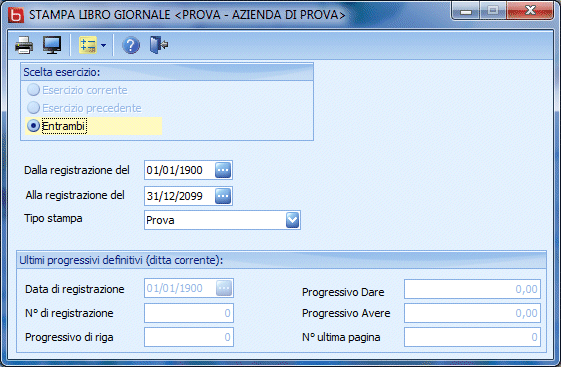 b STAMPA LIBRO GIORNALE <PROVA - AZIENDA DI PROVA>
Scelta esercizio:
Esercizio corrente
Esercizio precedente
Entrambi
Dalla registrazione del 01/01/1900 ...
Alla registrazione del 31/12/2099 ...
Tipo stampa Prova
Ultimi progressivi definitivi (ditta corrente):
Data di registrazione 01/01/1900 ... Progressivo Dare 0,00
N° di registrazione 0 Progressivo Avere 0,00
Progressivo di riga 0 N° ultima pagina 0